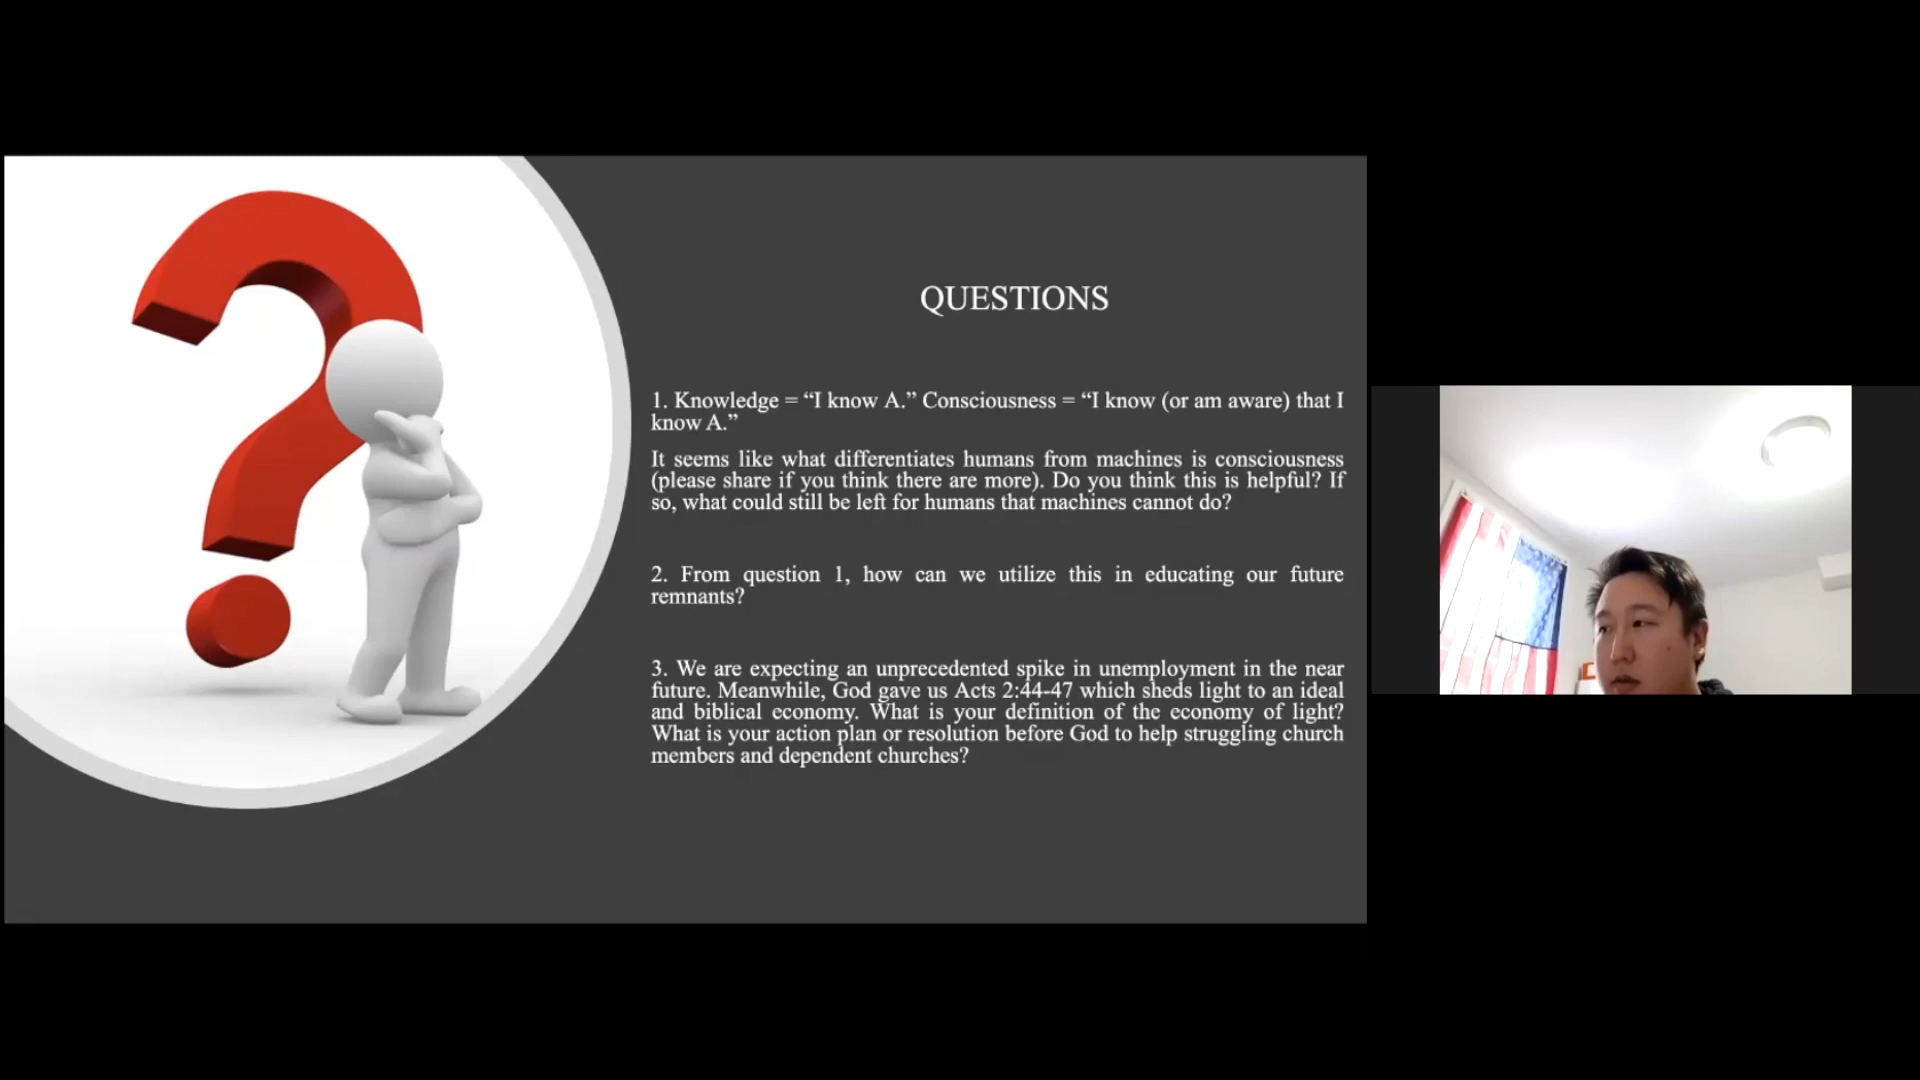 QUESTIONS
1. Knowledge = “I know A.” Consciousness = “I know (or am aware) that I
know A.”
It seems like what differentiates humans from machines is consciousness
(please share if you think there are more). Do you think this is helpful? If
so, what could still be left for humans that machines cannot do?
2. From question 1, how can we utilize this in educating our future
remnants?
3. We are expecting an unprecedented spike in unemployment in the near
future. Meanwhile, God gave us Acts 2:44-47 which sheds light to an ideal
and biblical economy. What is your definition of the economy of light?
What is your action plan or resolution before God to help struggling church
members and dependent churches?